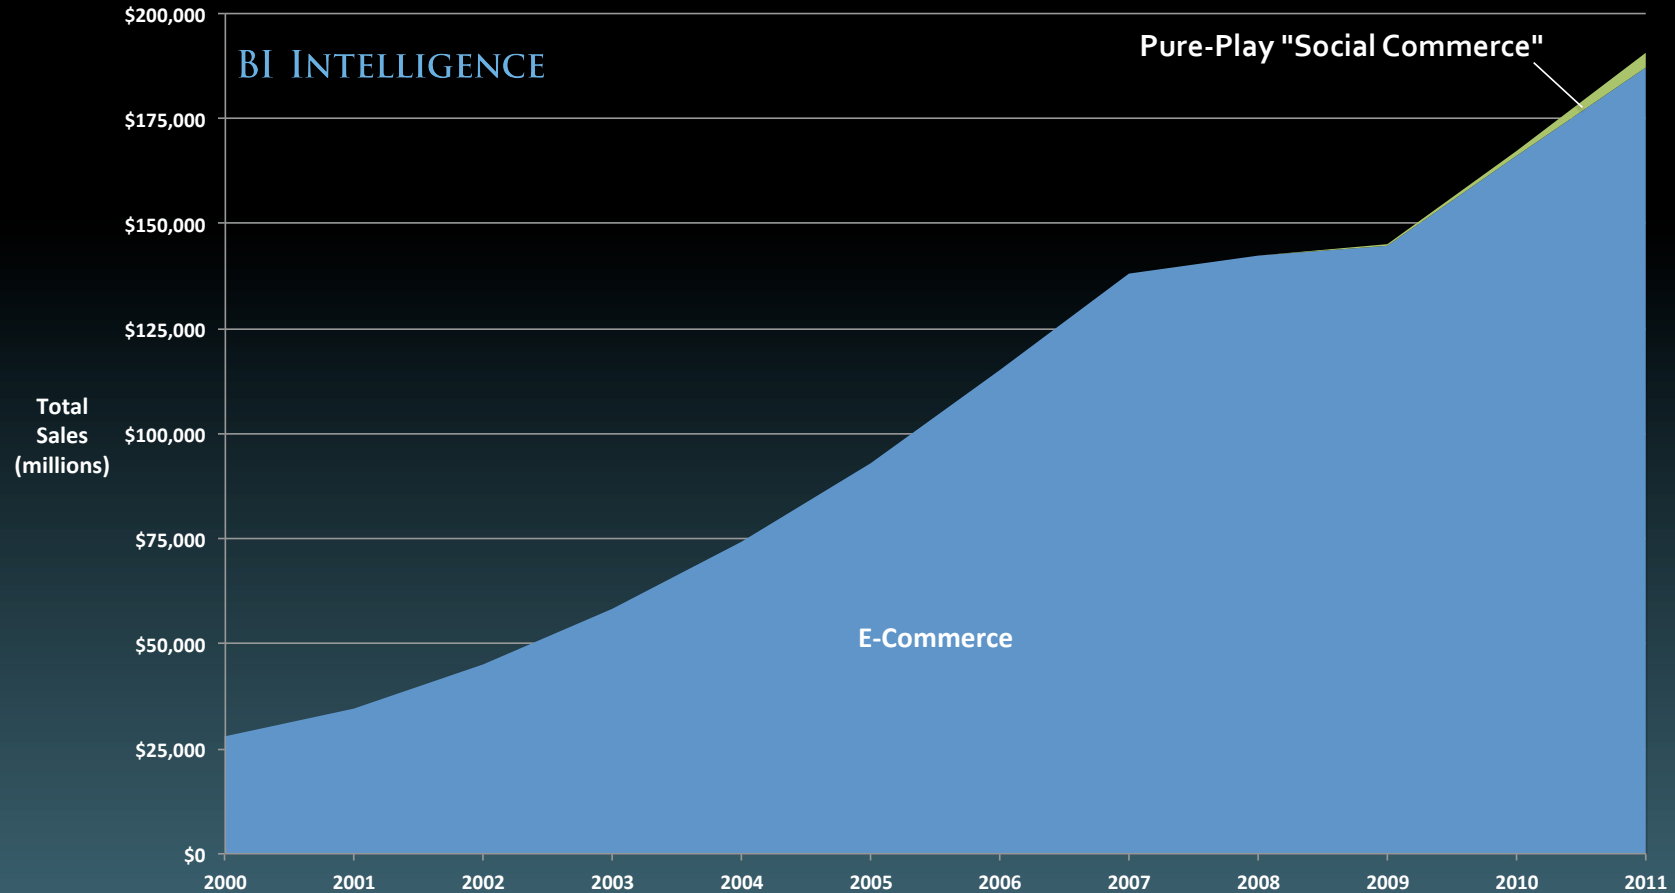 BI INTELLIGENCE
Pure-Play "Social Commerce"
$200,000
$175,000
$150,000
$125,000
$100,000
$75,000
$50,000
$25,000
$0
Total
Sales
(millions)
E-Commerce
2000 2001 2002 2003 2004 2005 2006 2007 2008 2009 2010 2011